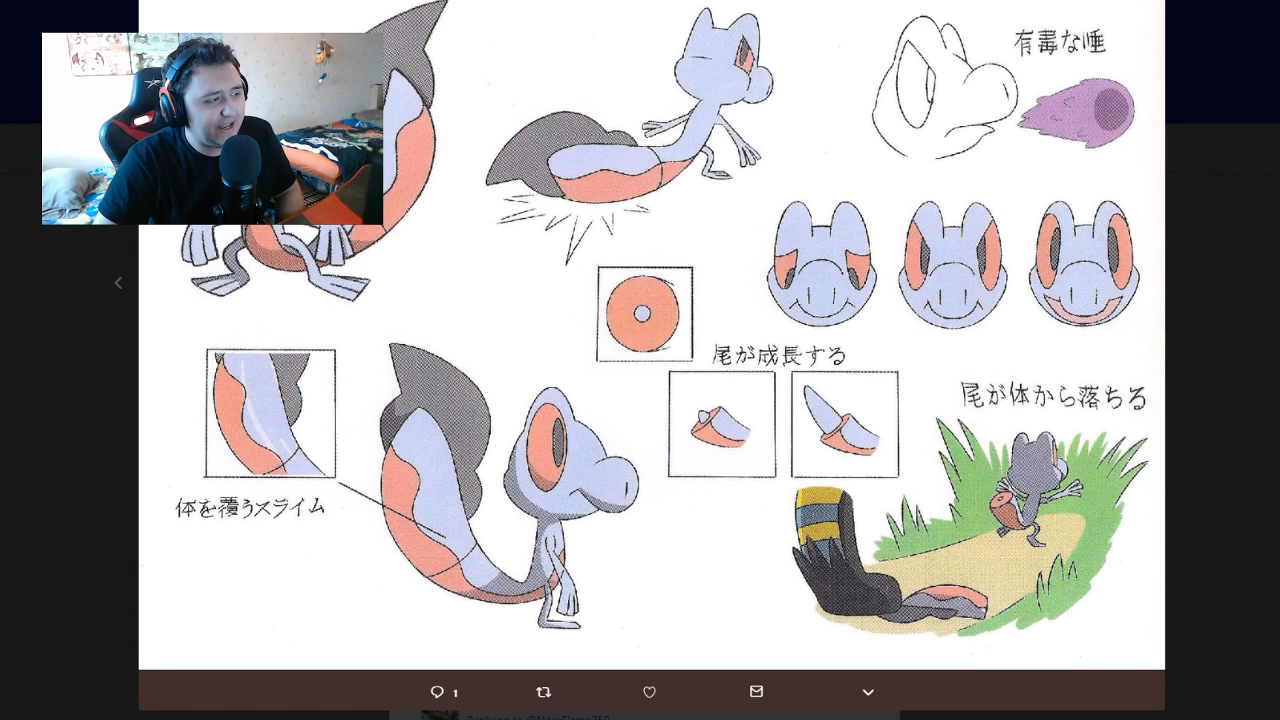 有毒な唾
尾が成長する
尾が体から落ちる
体を覆うスライム
1